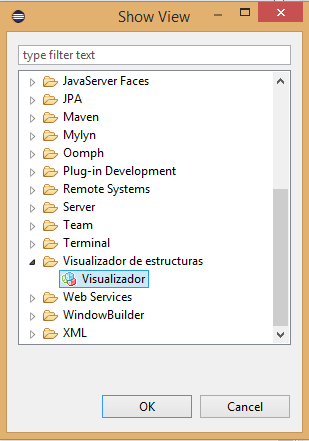 Show View
type filter text
JavaServer Faces
JPA
Maven
Mylyn
Oomph
Plug-in Development
Remote Systems
Server
Team
Terminal
Visualizador de estructuras
Visualizador
Web Services
WindowBuilder
XML
OK Cancel